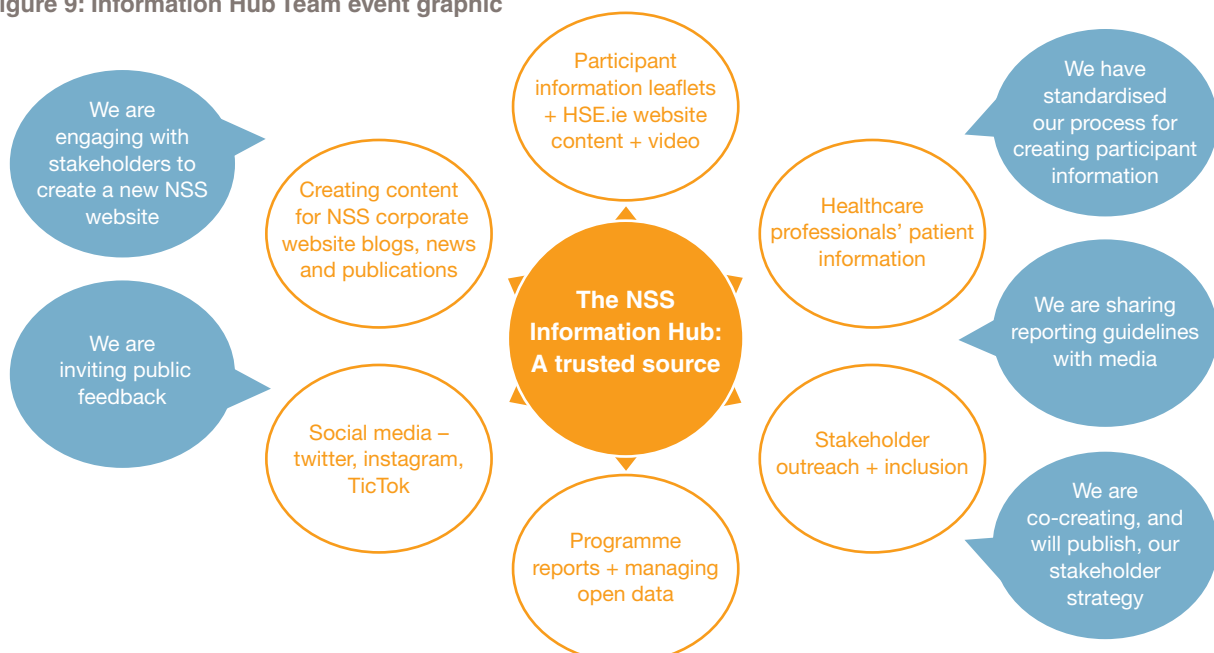 igure 9: Information Hub Team event graphic
We are
engaging with
stakeholders to
create a new NSS
website
Creating content
for NSS corporate
website blogs, news
and publications
Participant
information leaflets
+ HSE.ie website
content + video
Healthcare
professionals’ patient
information
We have
standardised
our process for
creating participant
information
The NSS
Information Hub:
A trusted source
We are
inviting public
feedback
Social media –
twitter, instagram,
TicTok
Programme
reports + managing
open data
Stakeholder
outreach + inclusion
We are sharing
reporting guidelines
with media
We are
co-creating, and
will publish, our
stakeholder
strategy